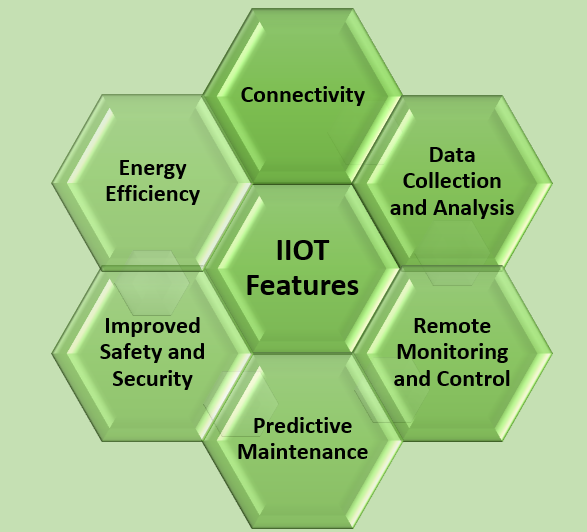 Connectivity
Data
Collection
and Analysis
Energy
Efficiency
IIOT
Features
Improved
Safety and
Security
Remote
Monitoring
and Control
Predictive
Maintenance